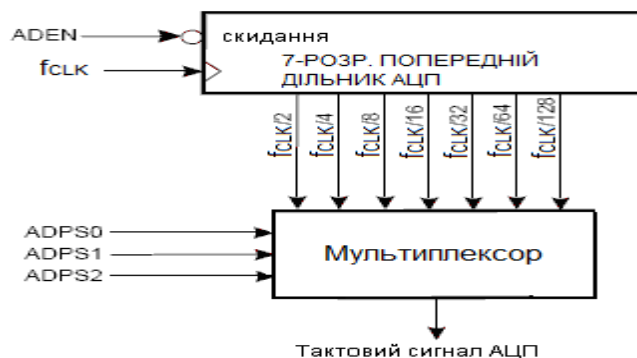 ADEN
скидання
fCLK
7-РОЗР. ПОПЕРЕДНІЙ
ДІЛЬНИК АЦП
fCLK/2
fCLK/4
fCLK/8
fCLK/16
fCLK/32
fCLK/64
fCLK/128
ADPS0
ADPS1
ADPS2
Мультиплексор
Тактовий сигнал АЦП